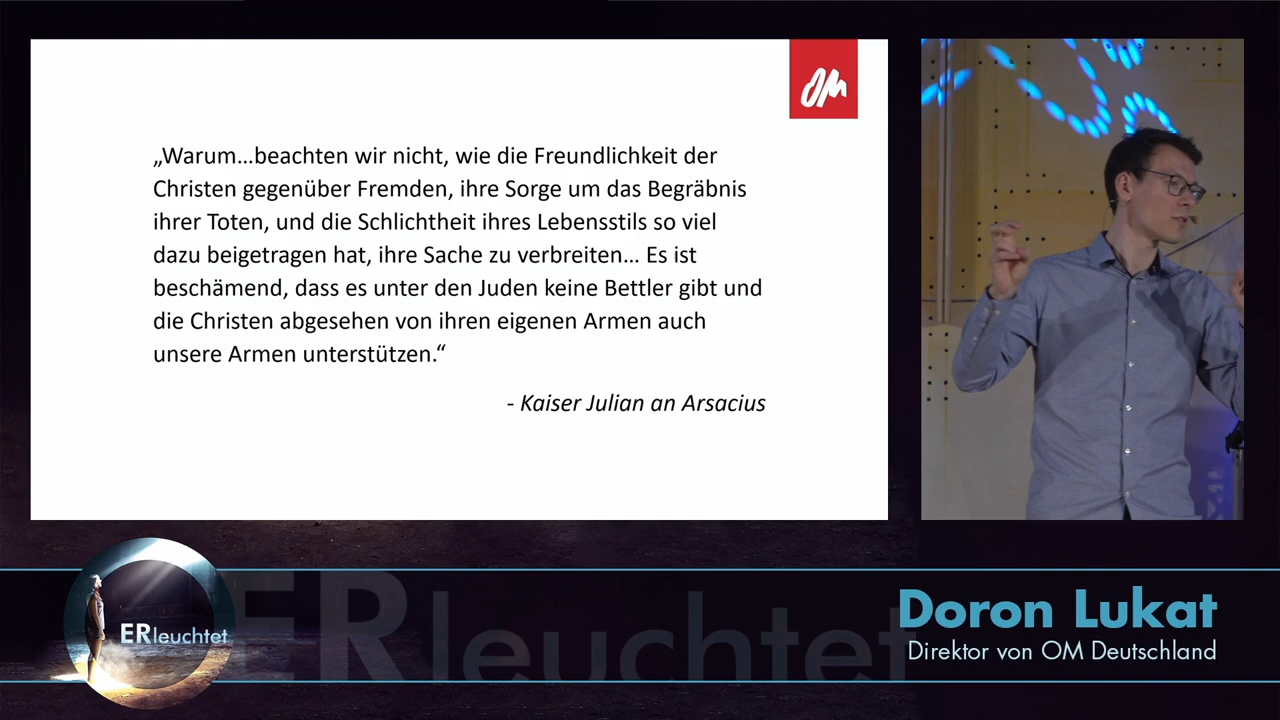 OM
„Warum...beachten wir nicht, wie die Freundlichkeit der
Christen gegenüber Fremden, ihre Sorge um das Begräbnis
ihrer Toten, und die Schlichtheit ihres Lebensstils so viel
dazu beigetragen hat, ihre Sache zu verbreiten... Es ist
beschämend, dass es unter den Juden keine Bettler gibt und
die Christen abgesehen von ihren eigenen Armen auch
unsere Armen unterstützen.“
- Kaiser Julian an Arsacius
ERleuchtet
ERleuchtet
Doron Lukat
Direktor von OM Deutschland